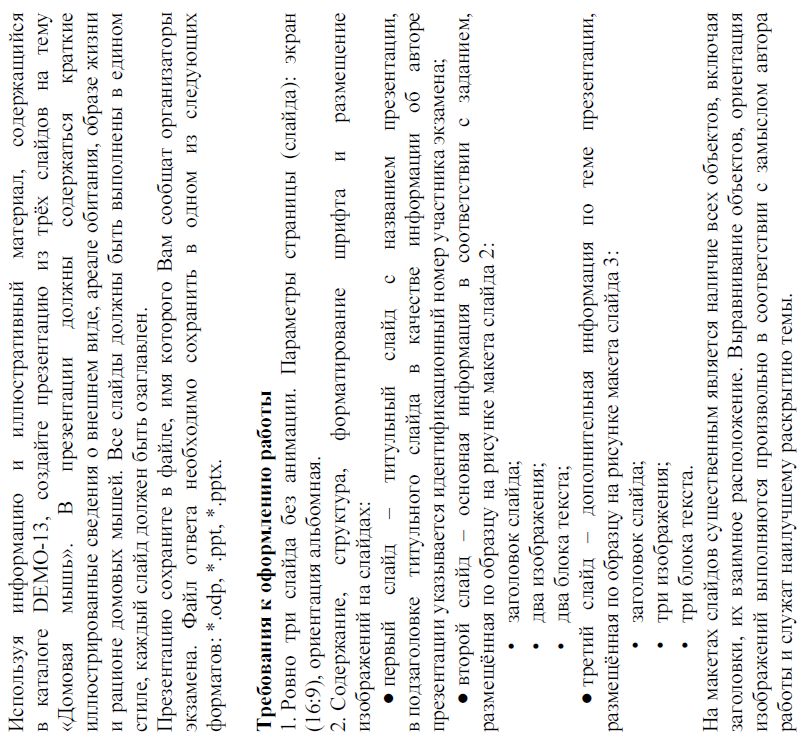 Используя информацию и иллюстративный материал, содержащийся
в каталоге DEMO-13, создайте презентацию из трёх слайдов на тему
«Домовая мышь». В презентации должны содержаться краткие
иллюстрированные сведения о внешнем виде, ареале обитания, образе жизни
и рационе домовых мышей. Все слайды должны быть выполнены в едином
стиле, каждый слайд должен быть озаглавлен.
Презентацию сохраните в файле, имя которого Вам сообщат организаторы
экзамена. Файл ответа необходимо сохранить в одном из следующих
форматов: *.odp, *.ppt, *.pptx.
Требования к оформлению работы
1. Ровно три слайда без анимации. Параметры страницы (слайда): экран
(16:9), ориентация альбомная.
2. Содержание, структура, форматирование шрифта и размещение
изображений на слайдах:
● первый слайд – титульный слайд с названием презентации,
в подзаголовке титульного слайда в качестве информации об авторе
презентации указывается идентификационный номер участника экзамена;
● второй слайд – основная информация в соответствии с заданием,
размещённая по образцу на рисунке макета слайда 2:
• заголовок слайда;
• два изображения;
• два блока текста;
● третий слайд – дополнительная информация по теме презентации,
размещённая по образцу на рисунке макета слайда 3:
• заголовок слайда;
• три изображения;
• три блока текста.
На макетах слайдов существенным является наличие всех объектов, включая
заголовки, их взаимное расположение. Выравнивание объектов, ориентация
изображений выполняются произвольно в соответствии с замыслом автора
работы и служат наилучшему раскрытию темы.